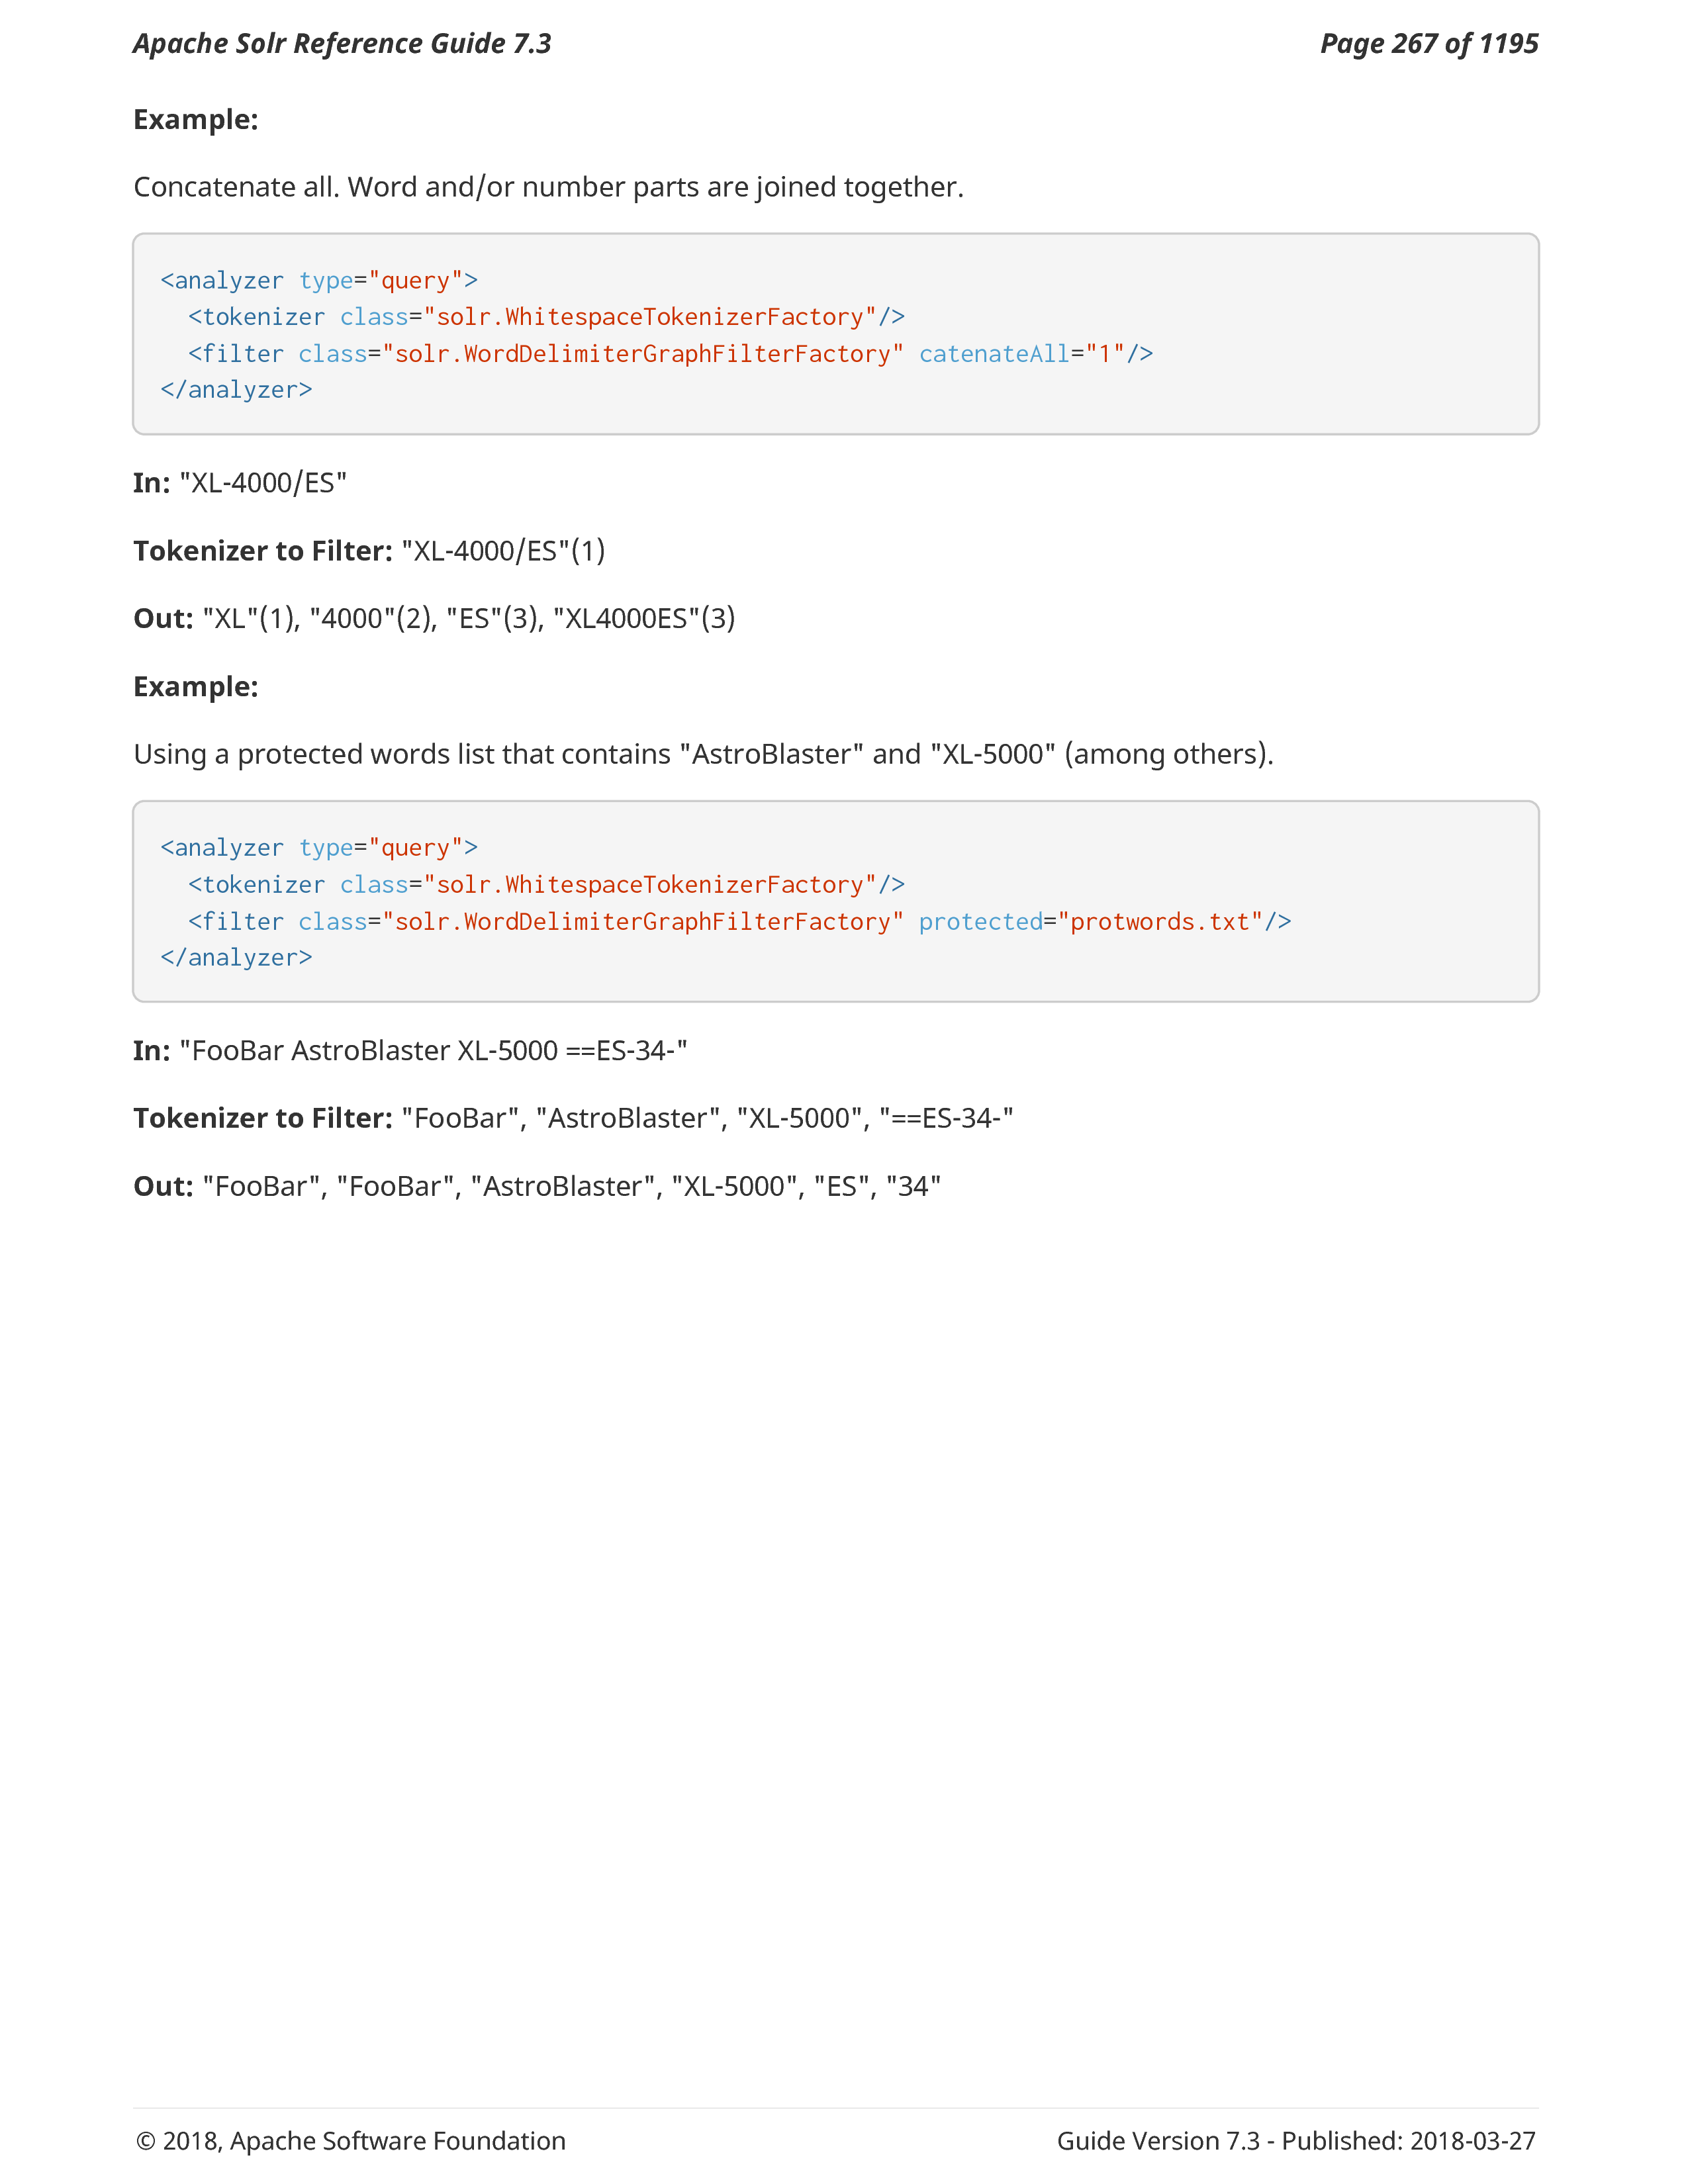 Apache Solr Reference Guide 7.3 Page 267 of 1195
Example:
Concatenate all. Word and/or number parts are joined together.
<analyzer type="query">
  <tokenizer class="solr.WhitespaceTokenizerFactory"/>
  <filter class="solr.WordDelimiterGraphFilterFactory" catenateAll="1"/>
</analyzer>
In: "XL-4000/ES"
Tokenizer to Filter: "XL-4000/ES"(1)
Out: "XL"(1), "4000"(2), "ES"(3), "XL4000ES"(3)
Example:
Using a protected words list that contains "AstroBlaster" and "XL-5000" (among others).
<analyzer type="query">
  <tokenizer class="solr.WhitespaceTokenizerFactory"/>
  <filter class="solr.WordDelimiterGraphFilterFactory" protected="protwords.txt"/>
</analyzer>
In: "FooBar AstroBlaster XL-5000 ==ES-34-"
Tokenizer to Filter: "FooBar", "AstroBlaster", "XL-5000", "==ES-34-"
Out: "FooBar", "FooBar", "AstroBlaster", "XL-5000", "ES", "34"
© 2018, Apache Software Foundation Guide Version 7.3 - Published: 2018-03-27